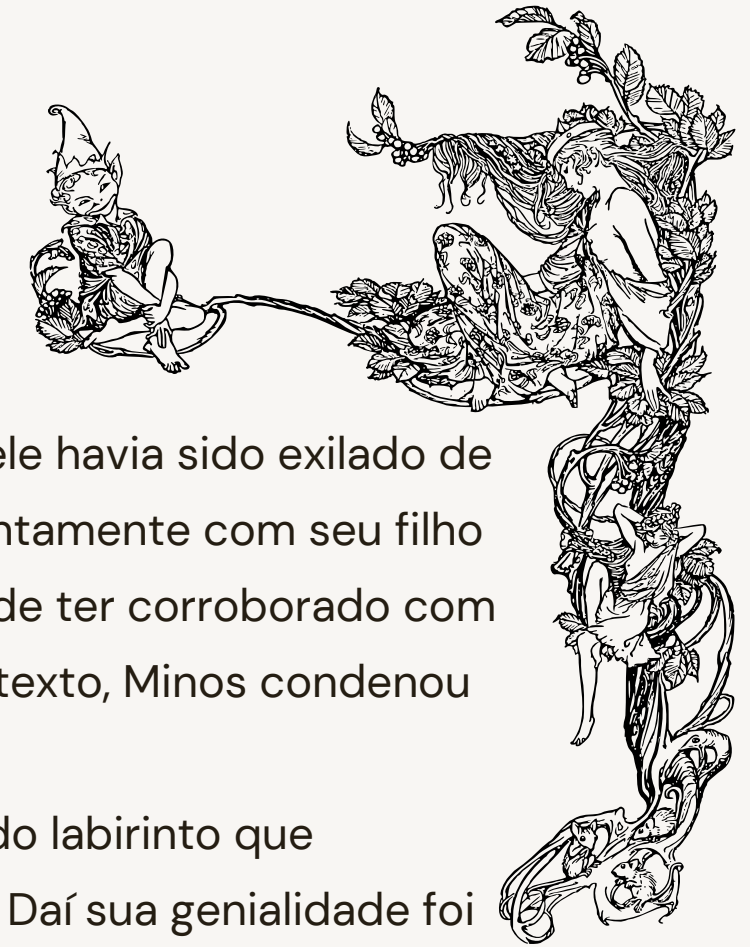 ele havia sido exilado de
ntamente com seu filho
de ter corroborado com
texto, Minos condenou
do labirinto que
Daí sua genialidade foi